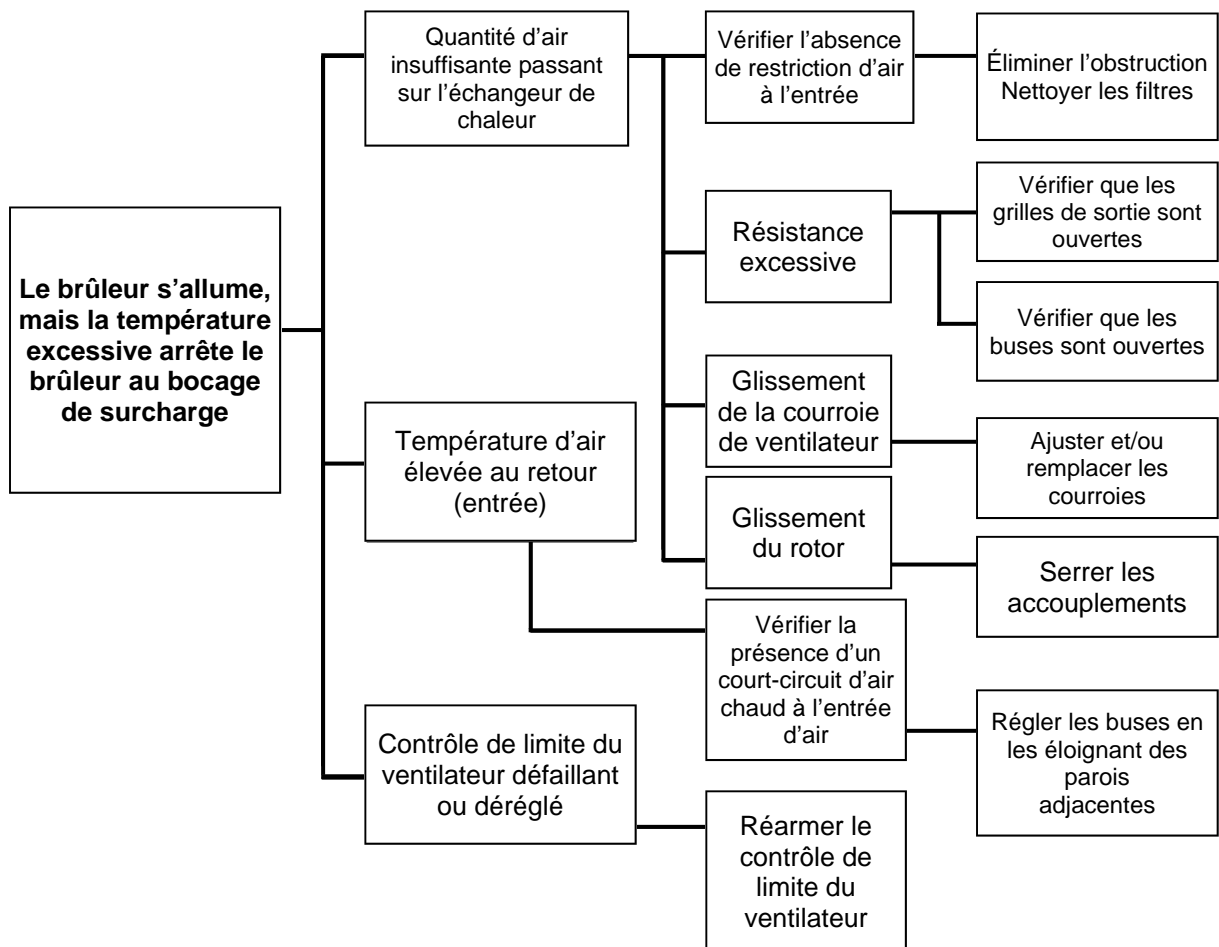 Quantité d'air
insuffisante passant
sur l'échangeur de
chaleur
Vérifier l'absence
de restriction d'air
à l'entrée
Éliminer l'obstruction
Nettoyer les filtres
Le brûleur s'allume,
mais la température
excessive arrête le
brûleur au bocage
de surcharge
Résistance
excessive
Vérifier que les
grilles de sortie sont
ouvertes
Vérifier que les
buses sont ouvertes
Glissement
de la courroie
de ventilateur
Ajuster et/ou
remplacer les
courroies
Température d'air
élevée au retour
(entrée)
Glissement
du rotor
Serrer les
accouplements
Vérifier la
présence d'un
court-circuit d'air
chaud à l'entrée
d'air
Régler les buses en
les éloignant des
parois
adjacentes
Contrôle de limite du
ventilateur défaillant
ou déréglé
Réarmer le
contrôle de
limite du
ventilateur